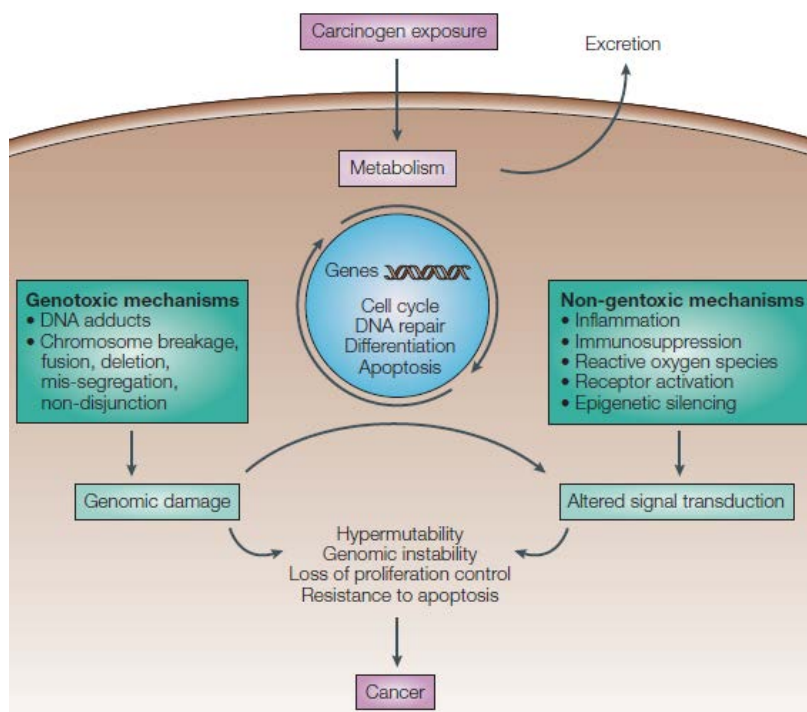 Carcinogen exposure
Excretion
Metabolism
Genes
Cell cycle
DNA repair
Differentiation
Apoptosis
Genotoxic mechanisms
• DNA adducts
• Chromosome breakage,
fusion, deletion,
mis-segregation,
non-disjunction
Non-gentoxic mechanisms
• Inflammation
• Immunosuppression
• Reactive oxygen species
• Receptor activation
• Epigenetic silencing
Genomic damage
Altered signal transduction
Hypermutability
Genomic instability
Loss of proliferation control
Resistance to apoptosis
Cancer